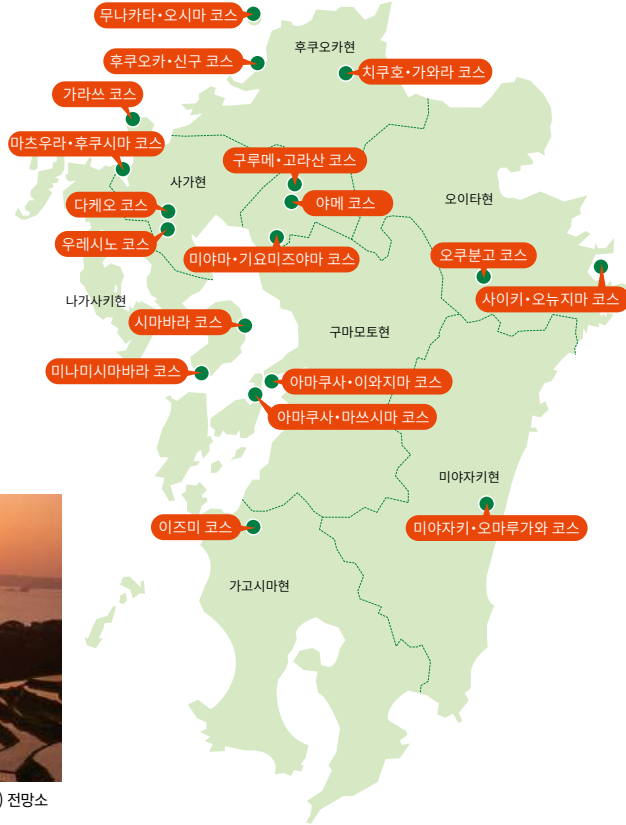 무나카타•오시마 코스
후쿠오카현
후쿠오카•신구 코스
치쿠호•가와라 코스
가라쓰 코스
마츠우라•후쿠시마 코스
구루메•고라산 코스
사가현
다케오 코스
야메 코스
오이타현
우레시노 코스
미야마•기요미즈야마 코스
오쿠분고 코스
사이키•오뉴지마 코스
나가사키현
시마바라 코스
구마모토현
미나미시마바라 코스
아마쿠사•이와지마 코스
아마쿠사•마쓰시마 코스
미야자키현
이즈미 코스
미야자키•오마루가와 코스
가고시마현
) 전망소